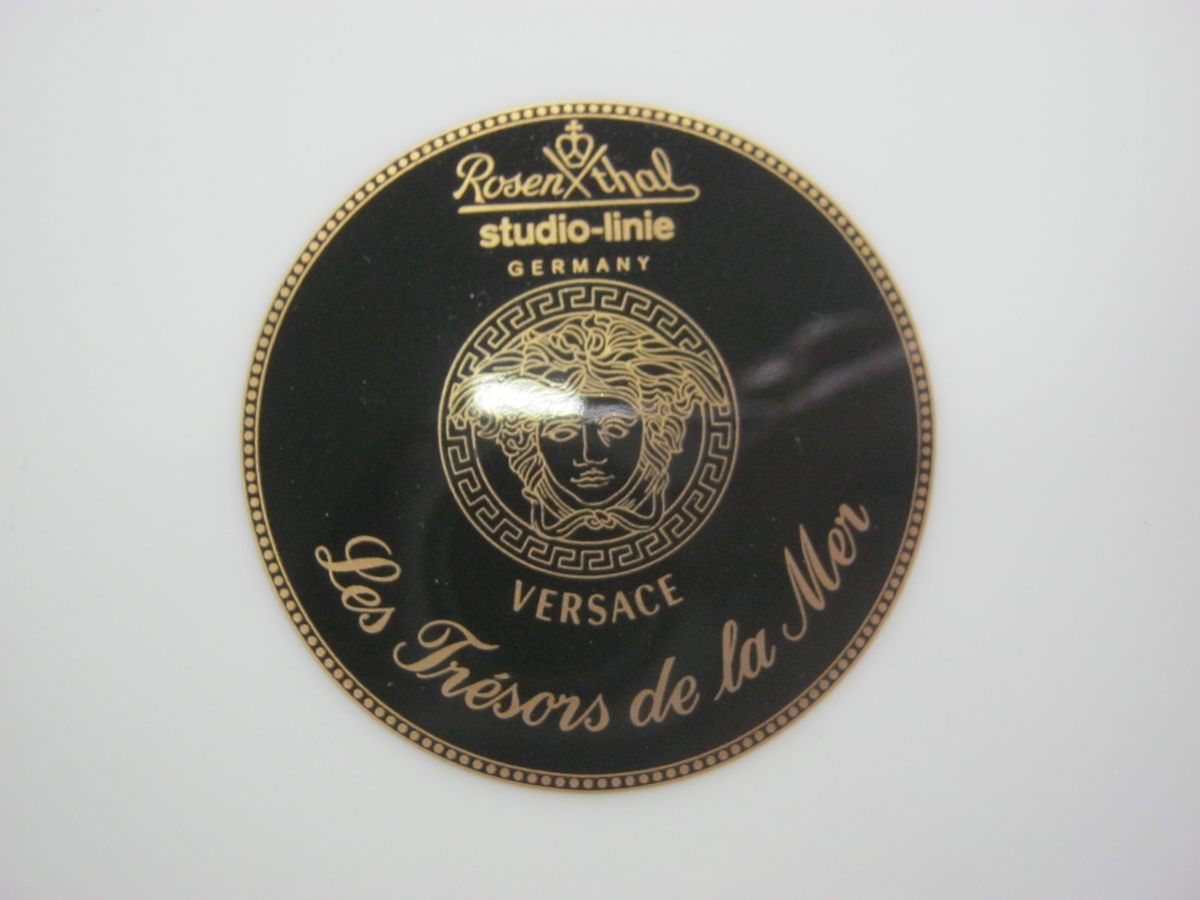 Rosenthal
studio-linie
GERMANY
VERSACE
Les Trésors de la Mer